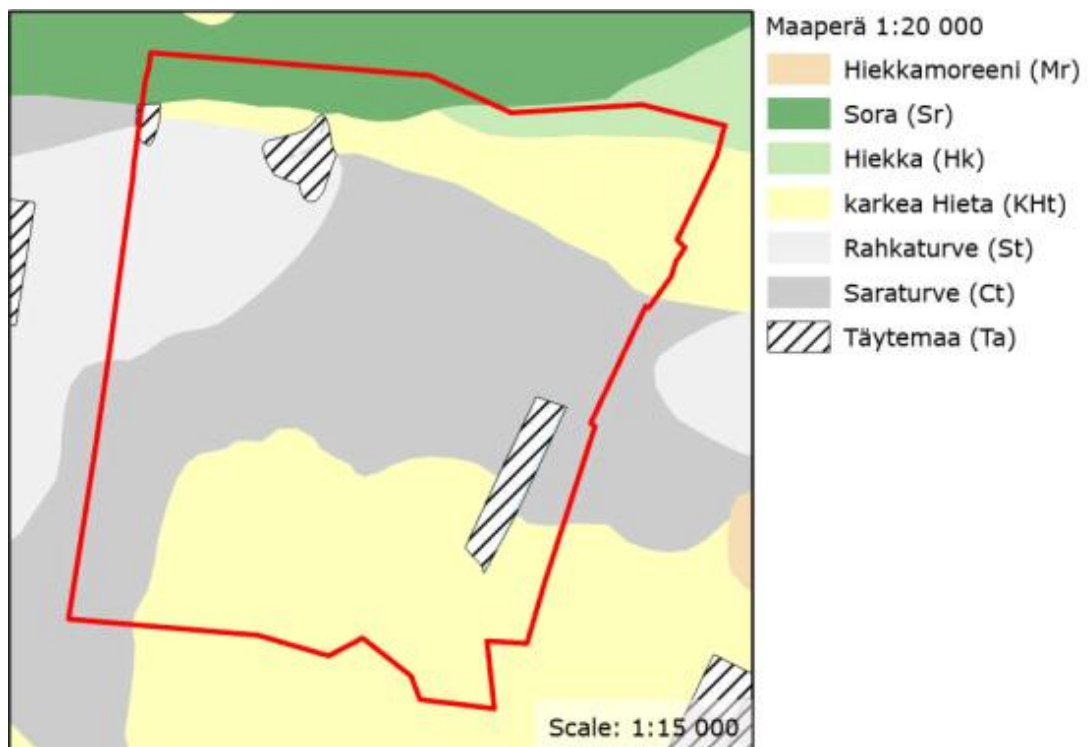 Maaperä 1:20 000
Hiekkamoreeni (Mr)
Sora (Sr)
Hiekka (Hk)
karkea Hieta (KHt)
Rahkaturve (St)
Saraturve (Ct)
Täytemaa (Ta)
Scale: 1:15 000